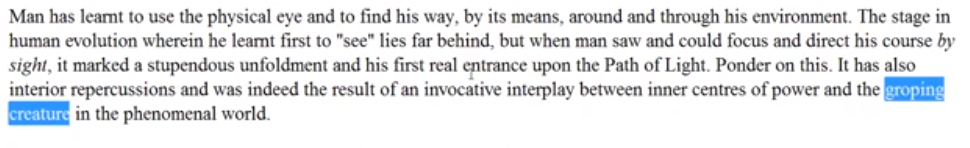 Man has learnt to use the physical eye and to find his way, by its means, around and through his environment. The stage in
human evolution wherein he learnt first to "see" lies far behind, but when man saw and could focus and direct his course by
sight, it marked a stupendous unfoldment and his first real entrance upon the Path of Light. Ponder on this. It has also
interior repercussions and was indeed the result of an invocative interplay between inner centres of power and the groping
creature in the phenomenal world.